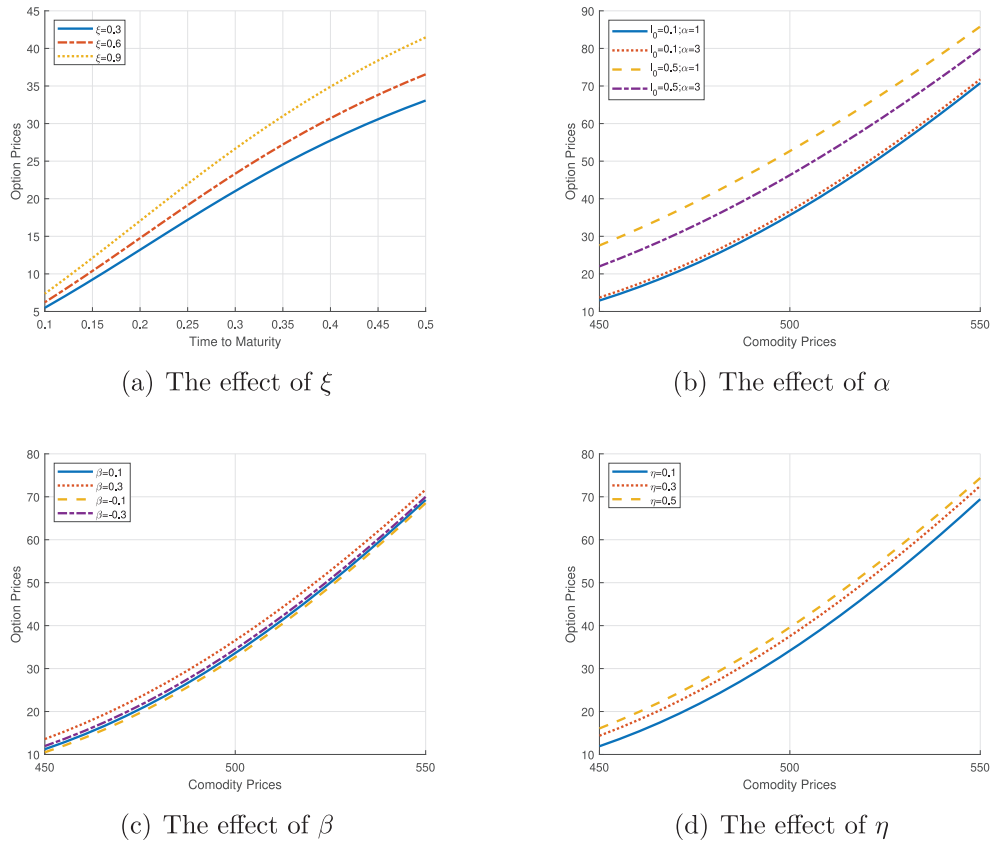 45
40
35
30
25
20
15
10
5
Option Prices
ξ=0.3
ξ=0.6
ξ=0.9
0.1 0.15 0.2 0.25 0.3 0.35 0.4 0.45 0.5
Time to Maturity
(a) The effect of ξ
90
80
70
60
50
40
30
20
10
Option Prices
I₀=0.1;α=1
I₀=0.1;α=3
I₀=0.5;α=1
I₀=0.5;α=3
450 500 550
Comodity Prices
(b) The effect of α
80
70
60
50
40
30
20
10
Option Prices
β=0.1
β=0.3
β=-0.1
β=-0.3
450 500 550
Comodity Prices
(c) The effect of β
80
70
60
50
40
30
20
10
Option Prices
η=0.1
η=0.3
η=0.5
450 500 550
Comodity Prices
(d) The effect of η